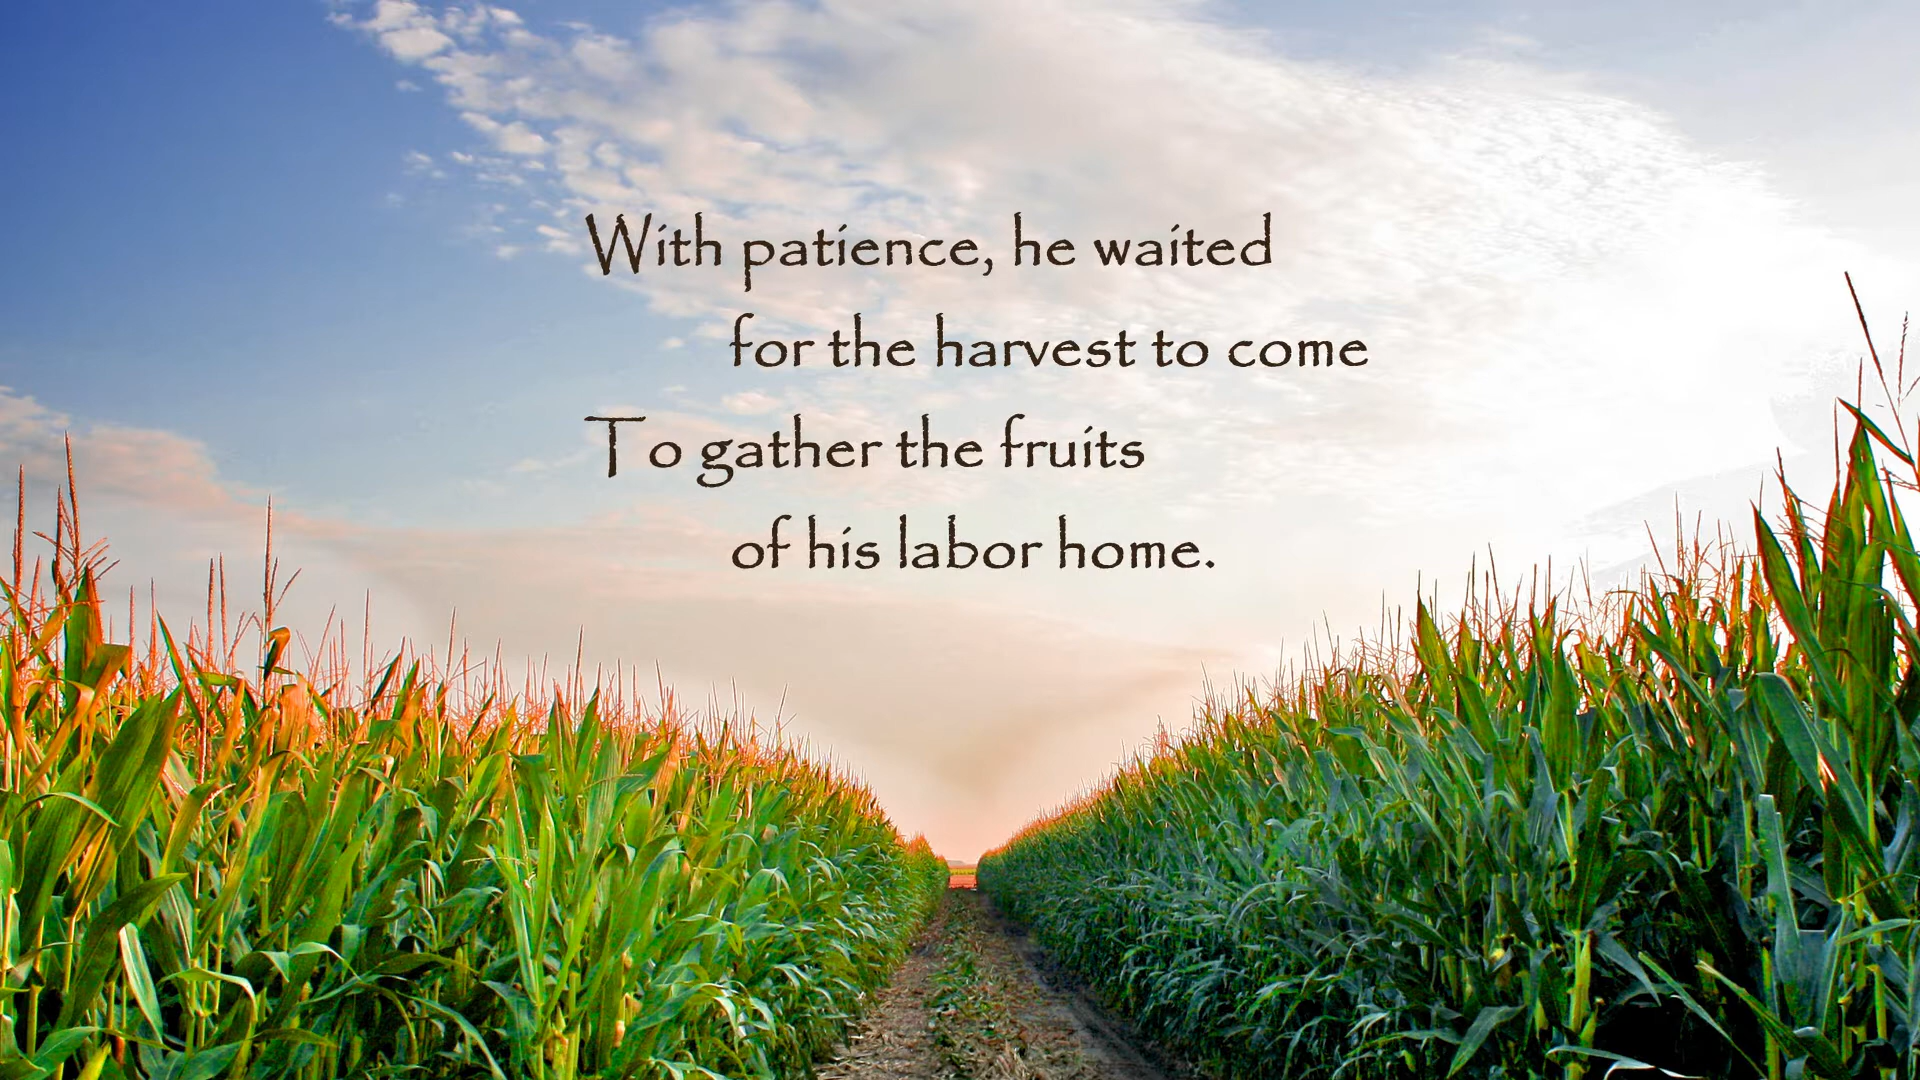 With patience, he waited
for the harvest to come
To gather the fruits
of his labor home.